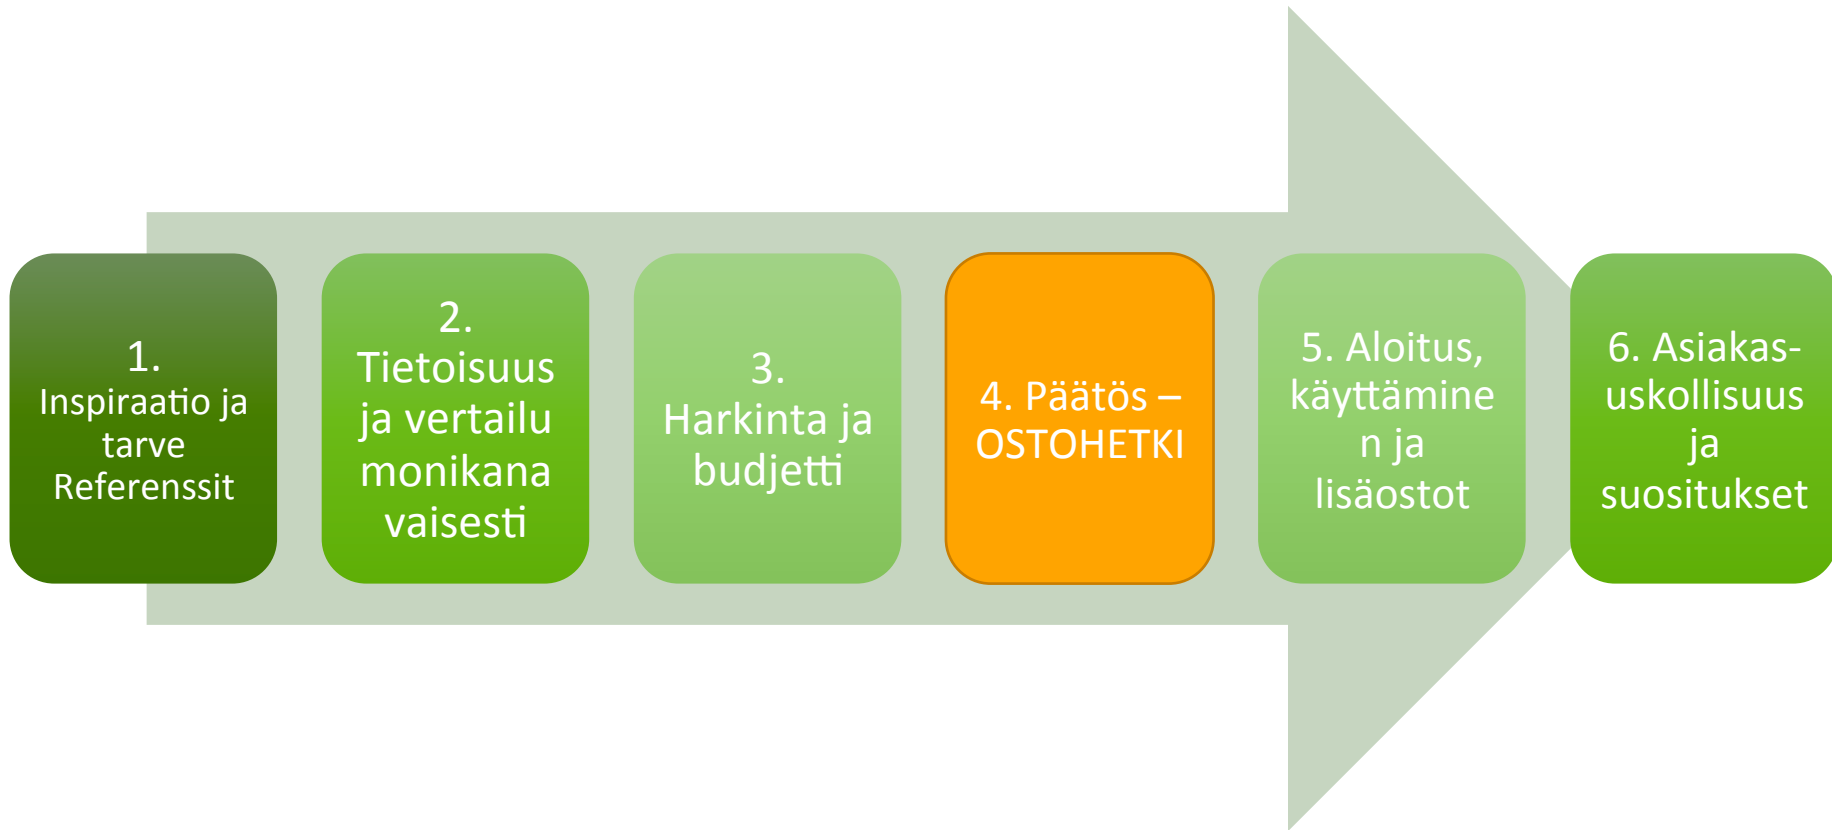 1.
Inspiraatio ja
tarve
Referenssit
2.
Tietoisuus
ja vertailu
monikana
vaisesti
3.
Harkinta ja
budjetti
4. Päätös –
OSTOHETKI
5. Aloitus,
käyttämine
n ja
lisäostot
6. Asiakas-
uskollisuus
ja
suositukset